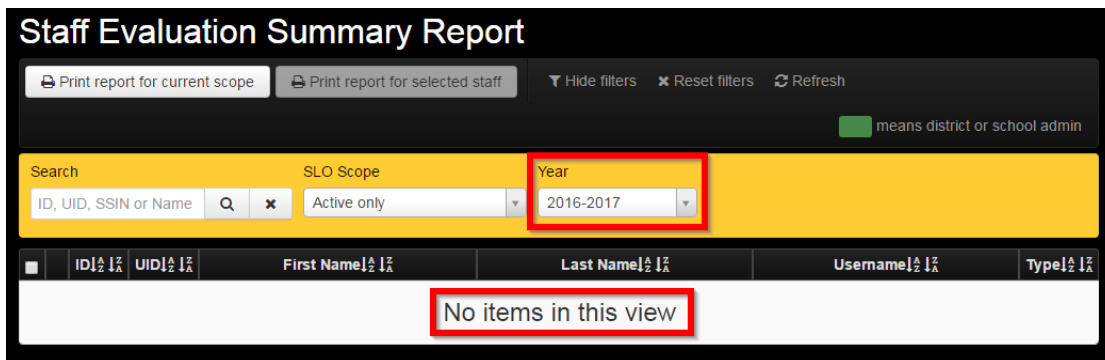 Staff Evaluation Summary Report
Print report for current scope Print report for selected staff Hide filters Reset filters Refresh
means district or school admin
Search SLO Scope Year
ID, UID, SSIN or Name Active only 2016-2017
ID UID First Name Last Name Username Type
No items in this view